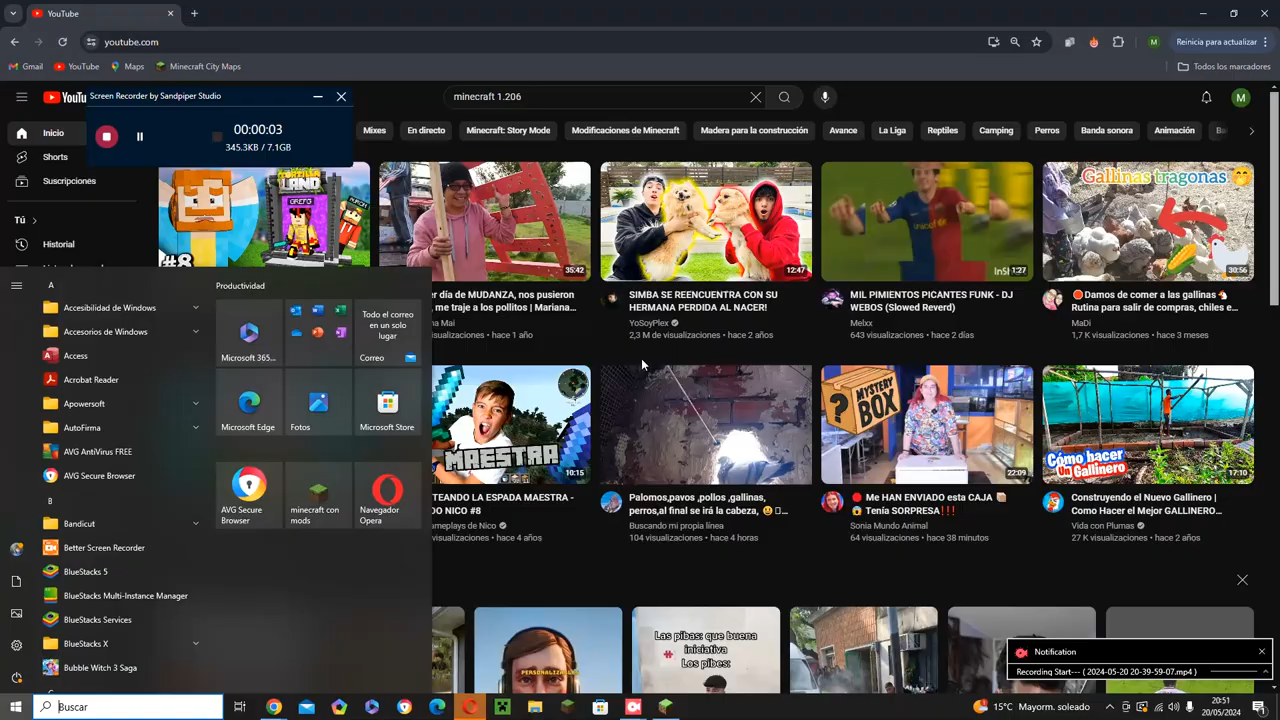 YouTube
youtube.com
Reinicia para actualizar
Gmail
YouTube
Maps
Minecraft City Maps
Todos los marcadores
YouTu
Screen Recorder by Sandpiper Studio
00:00:03
345.3KB / 7.1GB
minecraft 1.206
M
Inicio
Shorts
Suscripciones
Tú
Historial
Mixes
En directo
Minecraft: Story Mode
Modificaciones de Minecraft
Madera para la construcción
Avance
La Liga
Reptiles
Camping
Perros
Banda sonora
Animación
LAND
GREFG
#8
35:42
12:47
unicef
1:27
Gallinas tragonas
30:56
er día de MUDANZA, nos pusieron
me traje a los pollitos | Mariana...
na Mai
visualizaciones • hace 1 año
SIMBA SE REENCUENTRA CON SU
HERMANA PERDIDA AL NACER!
YoSoyPlex
2,3 M de visualizaciones • hace 2 años
MIL PIMIENTOS PICANTES FUNK - DJ
WEBOS (Slowed Reverd)
Melxx
643 visualizaciones • hace 2 días
Damos de comer a las gallinas
Rutina para salir de compras, chiles e...
MaDi
1,7 K visualizaciones • hace 3 meses
A
Accesibilidad de Windows
Accesorios de Windows
Access
Acrobat Reader
Apowersoft
AutoFirma
AVG AntiVirus FREE
AVG Secure Browser
B
Bandicut
Better Screen Recorder
BlueStacks 5
BlueStacks Multi-Instance Manager
BlueStacks Services
BlueStacks X
Bubble Witch 3 Saga
Productividad
Microsoft 365...
Todo el correo
en un solo
lugar
Correo
Microsoft Edge
Fotos
Microsoft Store
AVG Secure
Browser
minecraft con
mods
Navegador
Opera
MAESTRA
10:15
MYSTERY
BOX
22:09
Cómo hacer
Un Gallinero
17:10
TEANDO LA ESPADA MAESTRA -
DO NICO #8
ameplays de Nico
visualizaciones • hace 4 años
Palomos,pavos ,pollos ,gallinas,
perros,al final se irá la cabeza,
Buscando mi propia línea
104 visualizaciones • hace 4 horas
Me HAN ENVIADO esta CAJA
Tenía SORPRESA!!!
Sonia Mundo Animal
64 visualizaciones • hace 38 minutos
Construyendo el Nuevo Gallinero |
Como Hacer el Mejor GALLINERO...
Vida con Plumas
27 K visualizaciones • hace 2 años
PERSONALIZABLE
Las pibas: que buena
iniciativa
Los pibes:
Notification
Recording Start--- ( 2024-05-20 20-39-59-07.mp4 )
Buscar
15°C Mayorm. soleado
20:51
20/05/2024